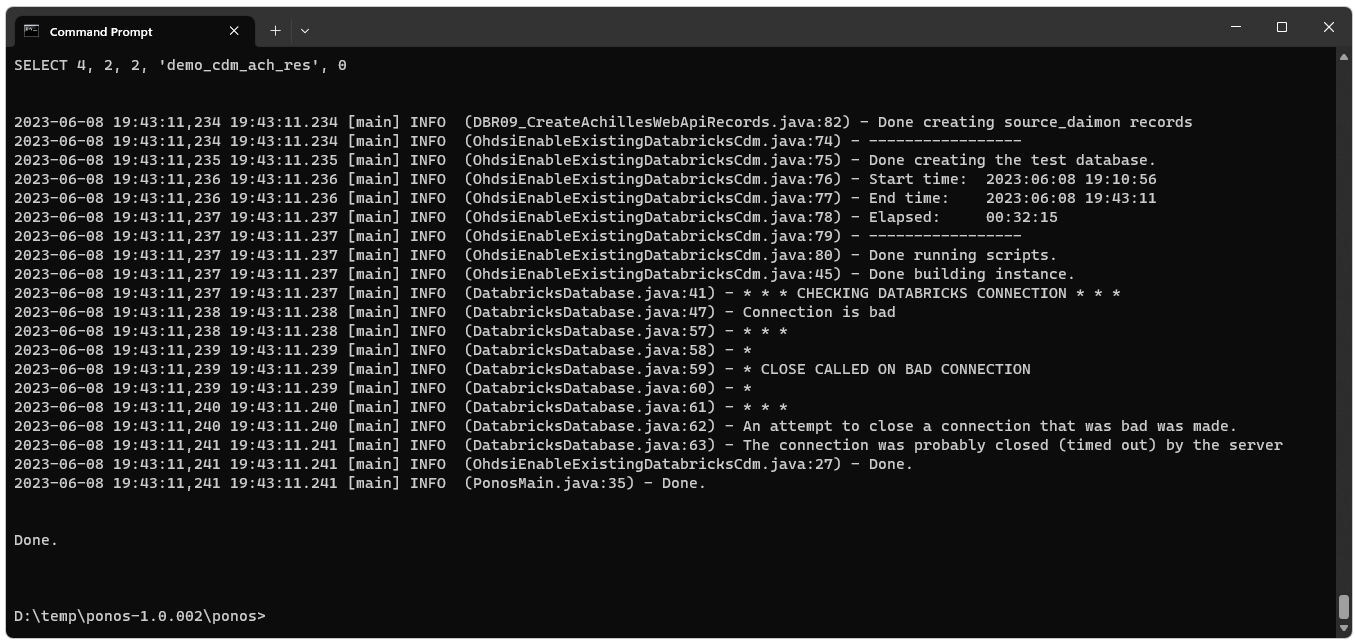 Command Prompt
SELECT 4, 2, 2, 'demo_cdm_ach_res', 0
2023-06-08 19:43:11,234 19:43:11.234 [main] INFO  (DBR09_CreateAchillesWebApiRecords.java:82) - Done creating source_daimon records
2023-06-08 19:43:11,234 19:43:11.234 [main] INFO  (OhdsiEnableExistingDatabricksCdm.java:74) - -----------------
2023-06-08 19:43:11,235 19:43:11.235 [main] INFO  (OhdsiEnableExistingDatabricksCdm.java:75) - Done creating the test database.
2023-06-08 19:43:11,236 19:43:11.236 [main] INFO  (OhdsiEnableExistingDatabricksCdm.java:76) - Start time:  2023:06:08 19:10:56
2023-06-08 19:43:11,236 19:43:11.236 [main] INFO  (OhdsiEnableExistingDatabricksCdm.java:77) - End time:    2023:06:08 19:43:11
2023-06-08 19:43:11,237 19:43:11.237 [main] INFO  (OhdsiEnableExistingDatabricksCdm.java:78) - Elapsed:     00:32:15
2023-06-08 19:43:11,237 19:43:11.237 [main] INFO  (OhdsiEnableExistingDatabricksCdm.java:79) - -----------------
2023-06-08 19:43:11,237 19:43:11.237 [main] INFO  (OhdsiEnableExistingDatabricksCdm.java:80) - Done running scripts.
2023-06-08 19:43:11,237 19:43:11.237 [main] INFO  (OhdsiEnableExistingDatabricksCdm.java:45) - Done building instance.
2023-06-08 19:43:11,237 19:43:11.237 [main] INFO  (DatabricksDatabase.java:41) - * * * CHECKING DATABRICKS CONNECTION * * *
2023-06-08 19:43:11,238 19:43:11.238 [main] INFO  (DatabricksDatabase.java:47) - Connection is bad
2023-06-08 19:43:11,238 19:43:11.238 [main] INFO  (DatabricksDatabase.java:57) - * * *
2023-06-08 19:43:11,239 19:43:11.239 [main] INFO  (DatabricksDatabase.java:58) - *
2023-06-08 19:43:11,239 19:43:11.239 [main] INFO  (DatabricksDatabase.java:59) - * CLOSE CALLED ON BAD CONNECTION
2023-06-08 19:43:11,239 19:43:11.239 [main] INFO  (DatabricksDatabase.java:60) - *
2023-06-08 19:43:11,240 19:43:11.240 [main] INFO  (DatabricksDatabase.java:61) - * * *
2023-06-08 19:43:11,240 19:43:11.240 [main] INFO  (DatabricksDatabase.java:62) - An attempt to close a connection that was bad was made.
2023-06-08 19:43:11,241 19:43:11.241 [main] INFO  (DatabricksDatabase.java:63) - The connection was probably closed (timed out) by the server
2023-06-08 19:43:11,241 19:43:11.241 [main] INFO  (OhdsiEnableExistingDatabricksCdm.java:27) - Done.
2023-06-08 19:43:11,241 19:43:11.241 [main] INFO  (PonosMain.java:35) - Done.
Done.
D:\temp\ponos-1.0.002\ponos>